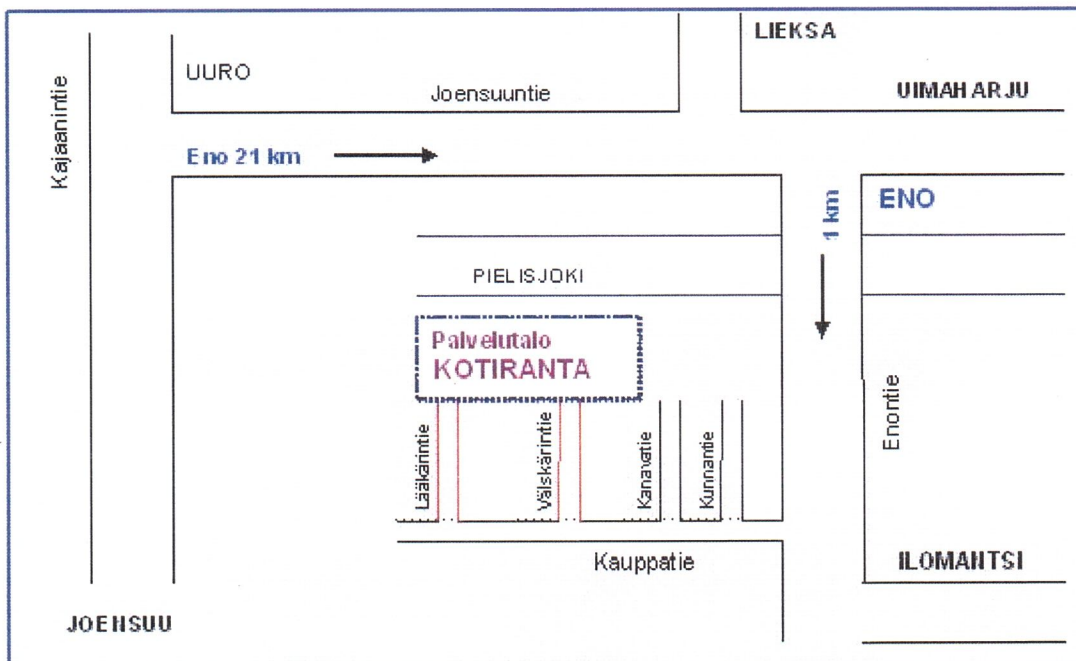 LIEKSA
Kajaanintie
UURO
Joensuuntie
UIMAHARJU
Eno 21 km
ENO
1 km
PIELISJOKI
Palvelutalo
KOTIRANTA
Lääkärintie
Välskärintie
Kanavatie
Kunnantie
Enontie
Kauppatie
ILOMANTSI
JOENSUU